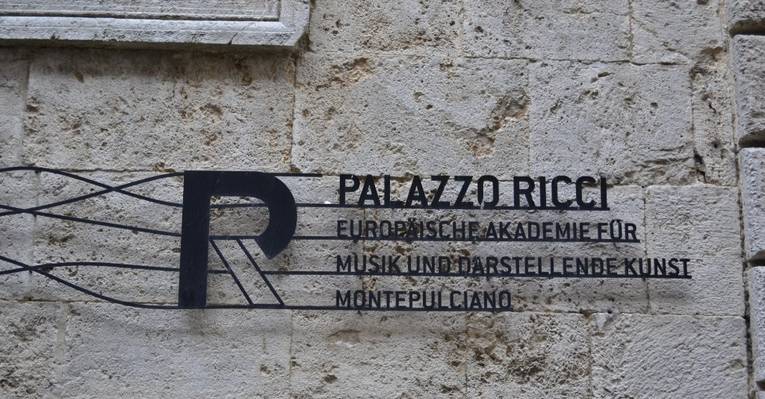 R
PALAZZO RICCI
EUROPÄISCHE AKADEMIE FÜR
MUSIK UND DARSTELLENDE KUNST
MONTEPULCIANO